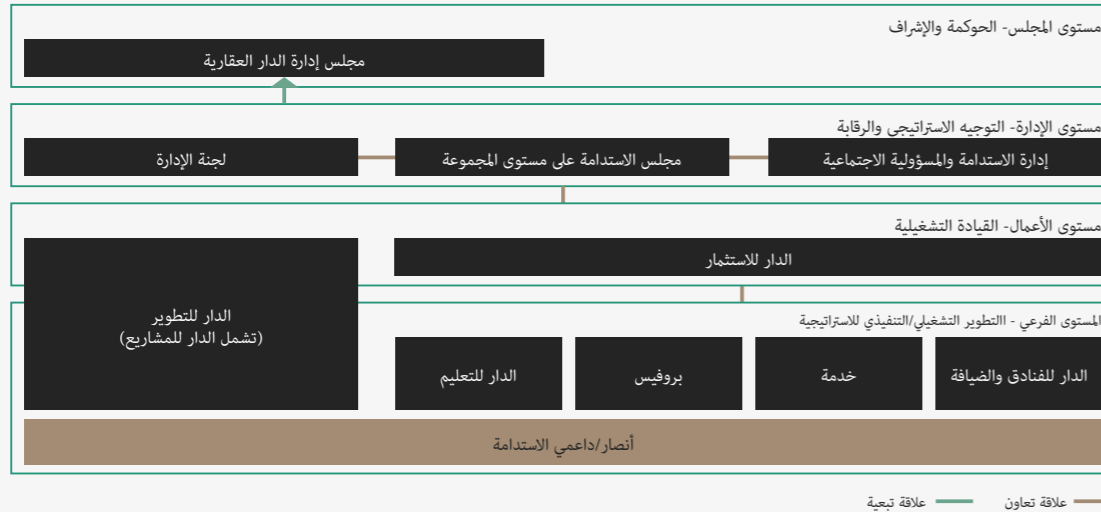 مستوى المجلس- الحوكمة والإشراف
مجلس إدارة الدار العقارية
مستوى الإدارة- التوجيه الاستراتيجي والرقابة
إدارة الاستدامة والمسؤولية الاجتماعية
مجلس الاستدامة على مستوى المجموعة
لجنة الإدارة
مستوى الأعمال- القيادة التشغيلية
الدار للاستثمار
الدار للتطوير
(تشمل الدار للمشاريع)
المستوى الفرعي - االتطوير التشغيلي/التنفيذي للاستراتيجية
الدار للفنادق والضيافة
خدمة
بروفيس
الدار للتعليم
أنصار/داعمي الاستدامة
علاقة تعاون
علاقة تبعية